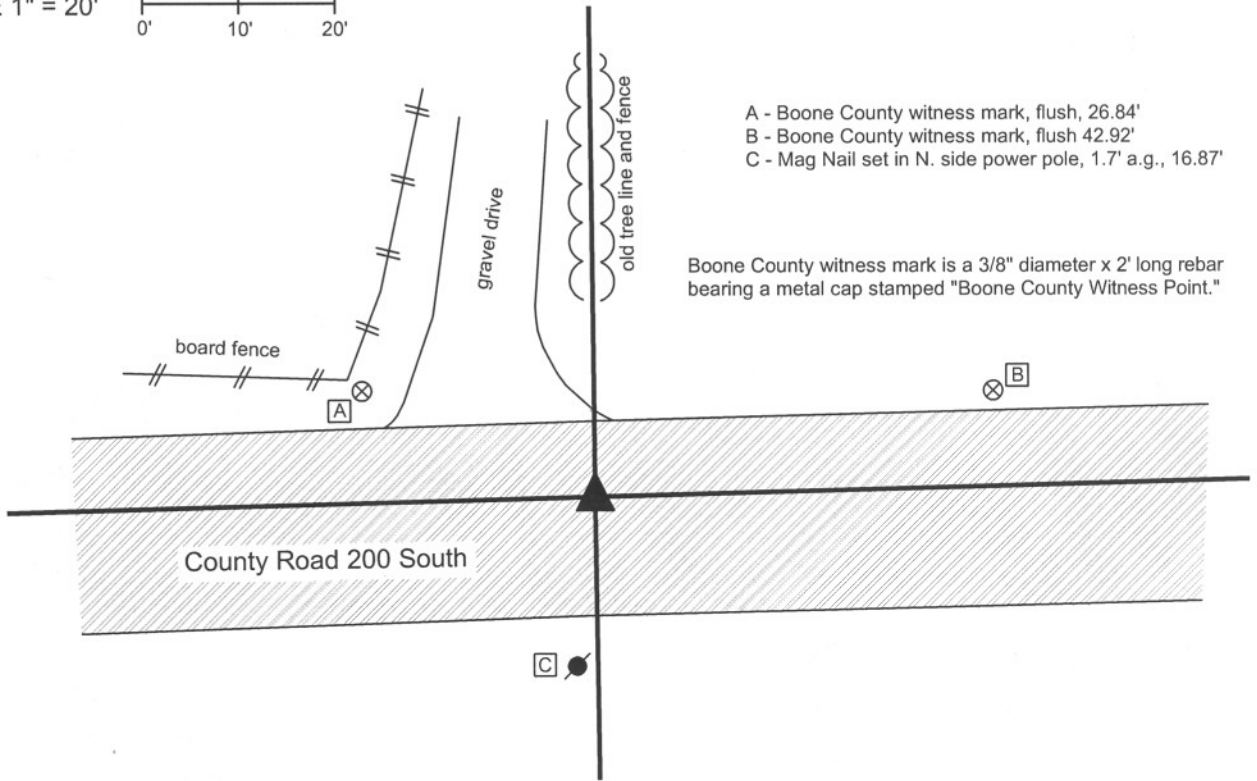 1" = 20'
0' 10' 20'
old tree line and fence
gravel drive
A - Boone County witness mark, flush, 26.84'
B - Boone County witness mark, flush 42.92'
C - Mag Nail set in N. side power pole, 1.7' a.g., 16.87'
Boone County witness mark is a 3/8" diameter x 2' long rebar
bearing a metal cap stamped "Boone County Witness Point."
board fence
A
B
County Road 200 South
C